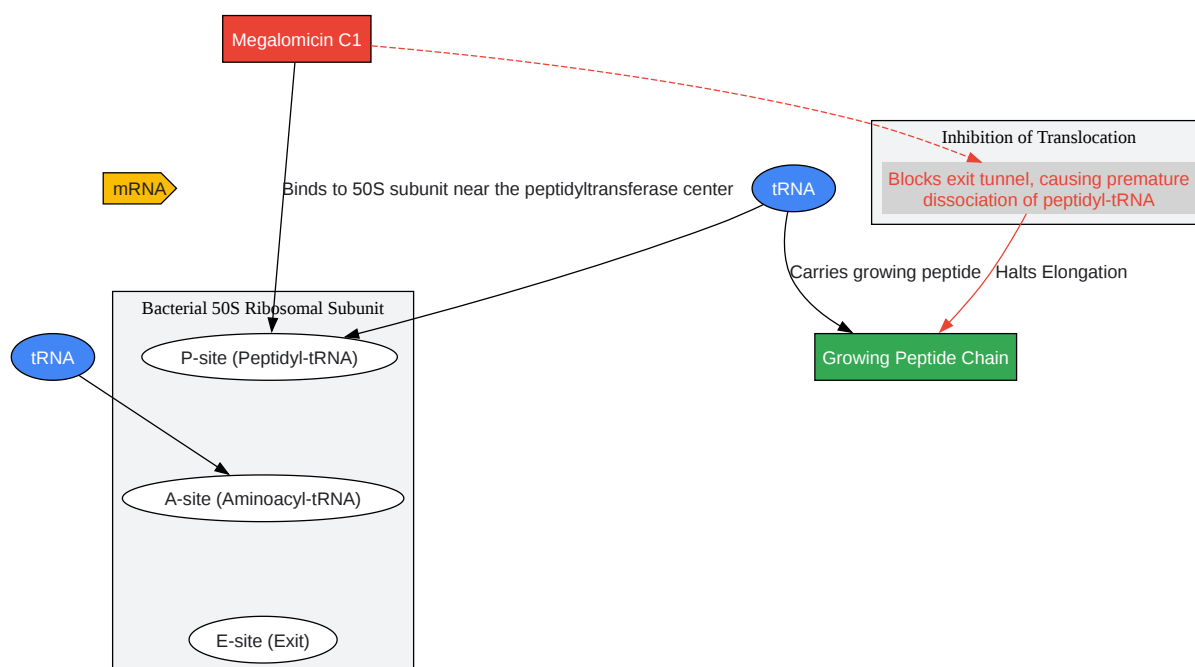 Megalomicin C1
Inhibition of Translocation
Blocks exit tunnel, causing premature
dissociation of peptidyl-tRNA
mRNA
Binds to 50S subunit near the peptidyltransferase center
tRNA
Carries growing peptide
Halts Elongation
Bacterial 50S Ribosomal Subunit
tRNA
P-site (Peptidyl-tRNA)
Growing Peptide Chain
A-site (Aminoacyl-tRNA)
E-site (Exit)